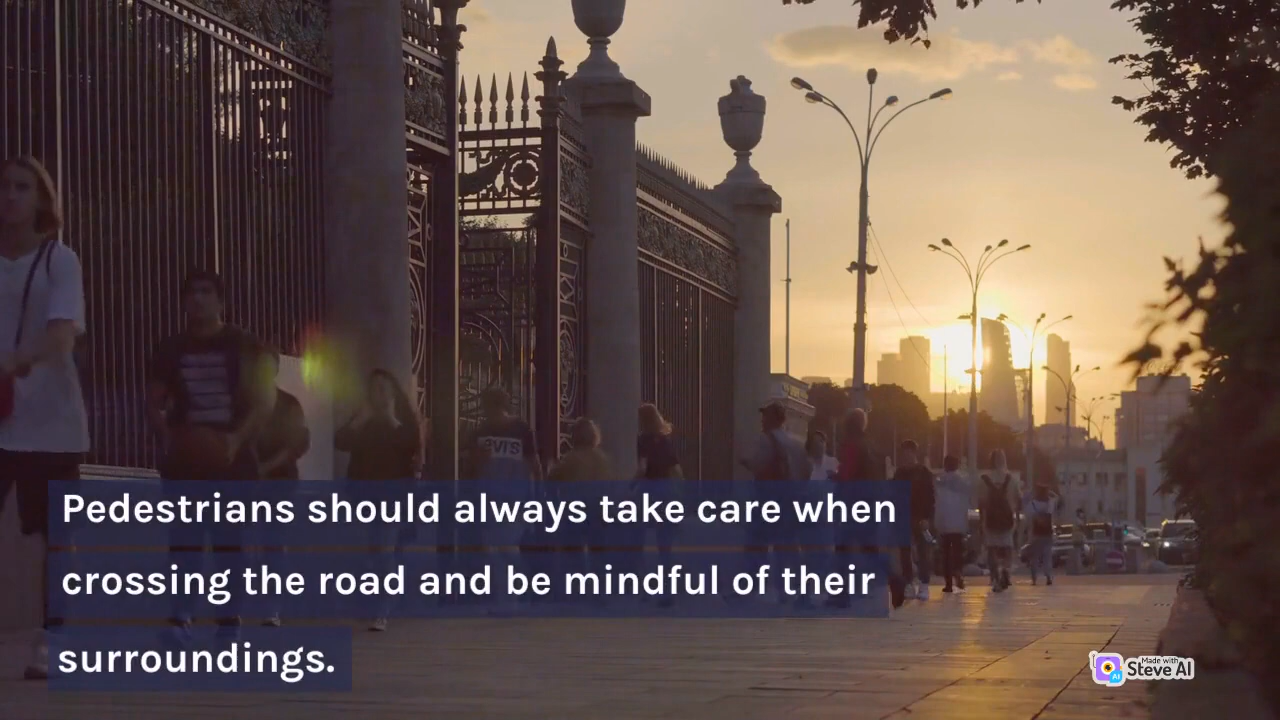 Pedestrians should always take care when
crossing the road and be mindful of their
surroundings.
Made with
Steve AI
AI